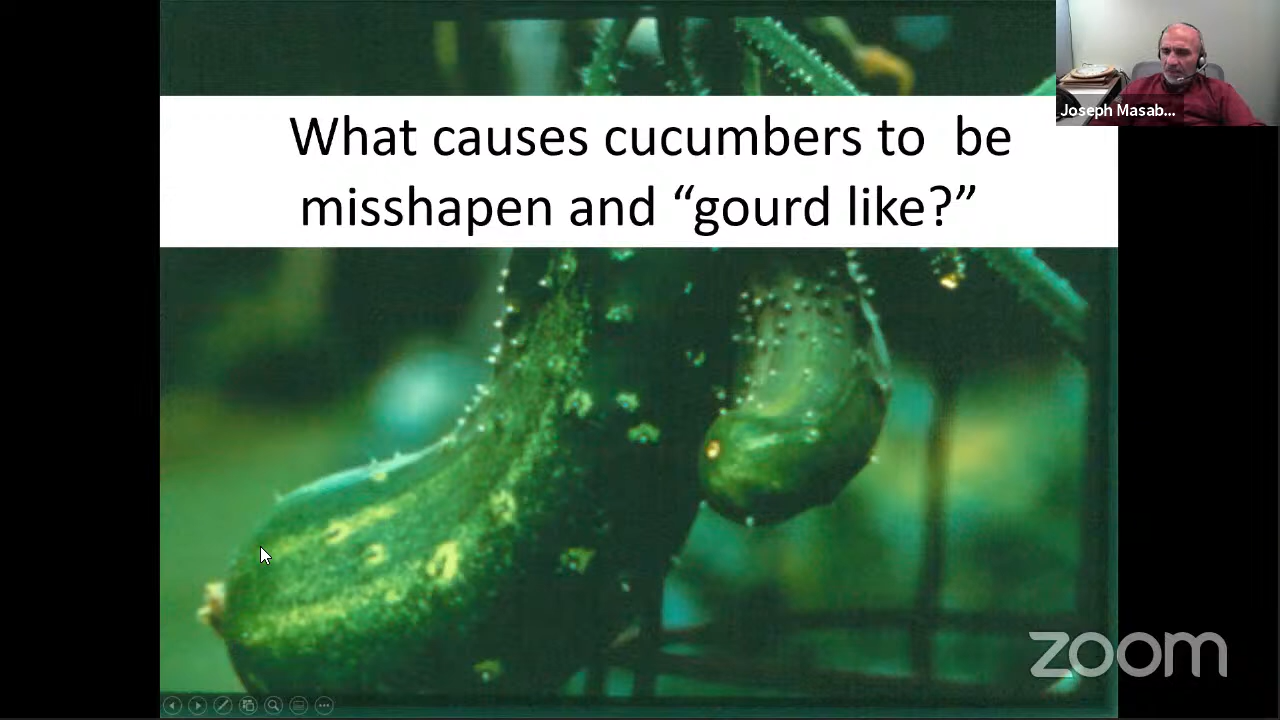 What causes cucumbers to  be
misshapen and “gourd like?”
Joseph Masab...
zoom